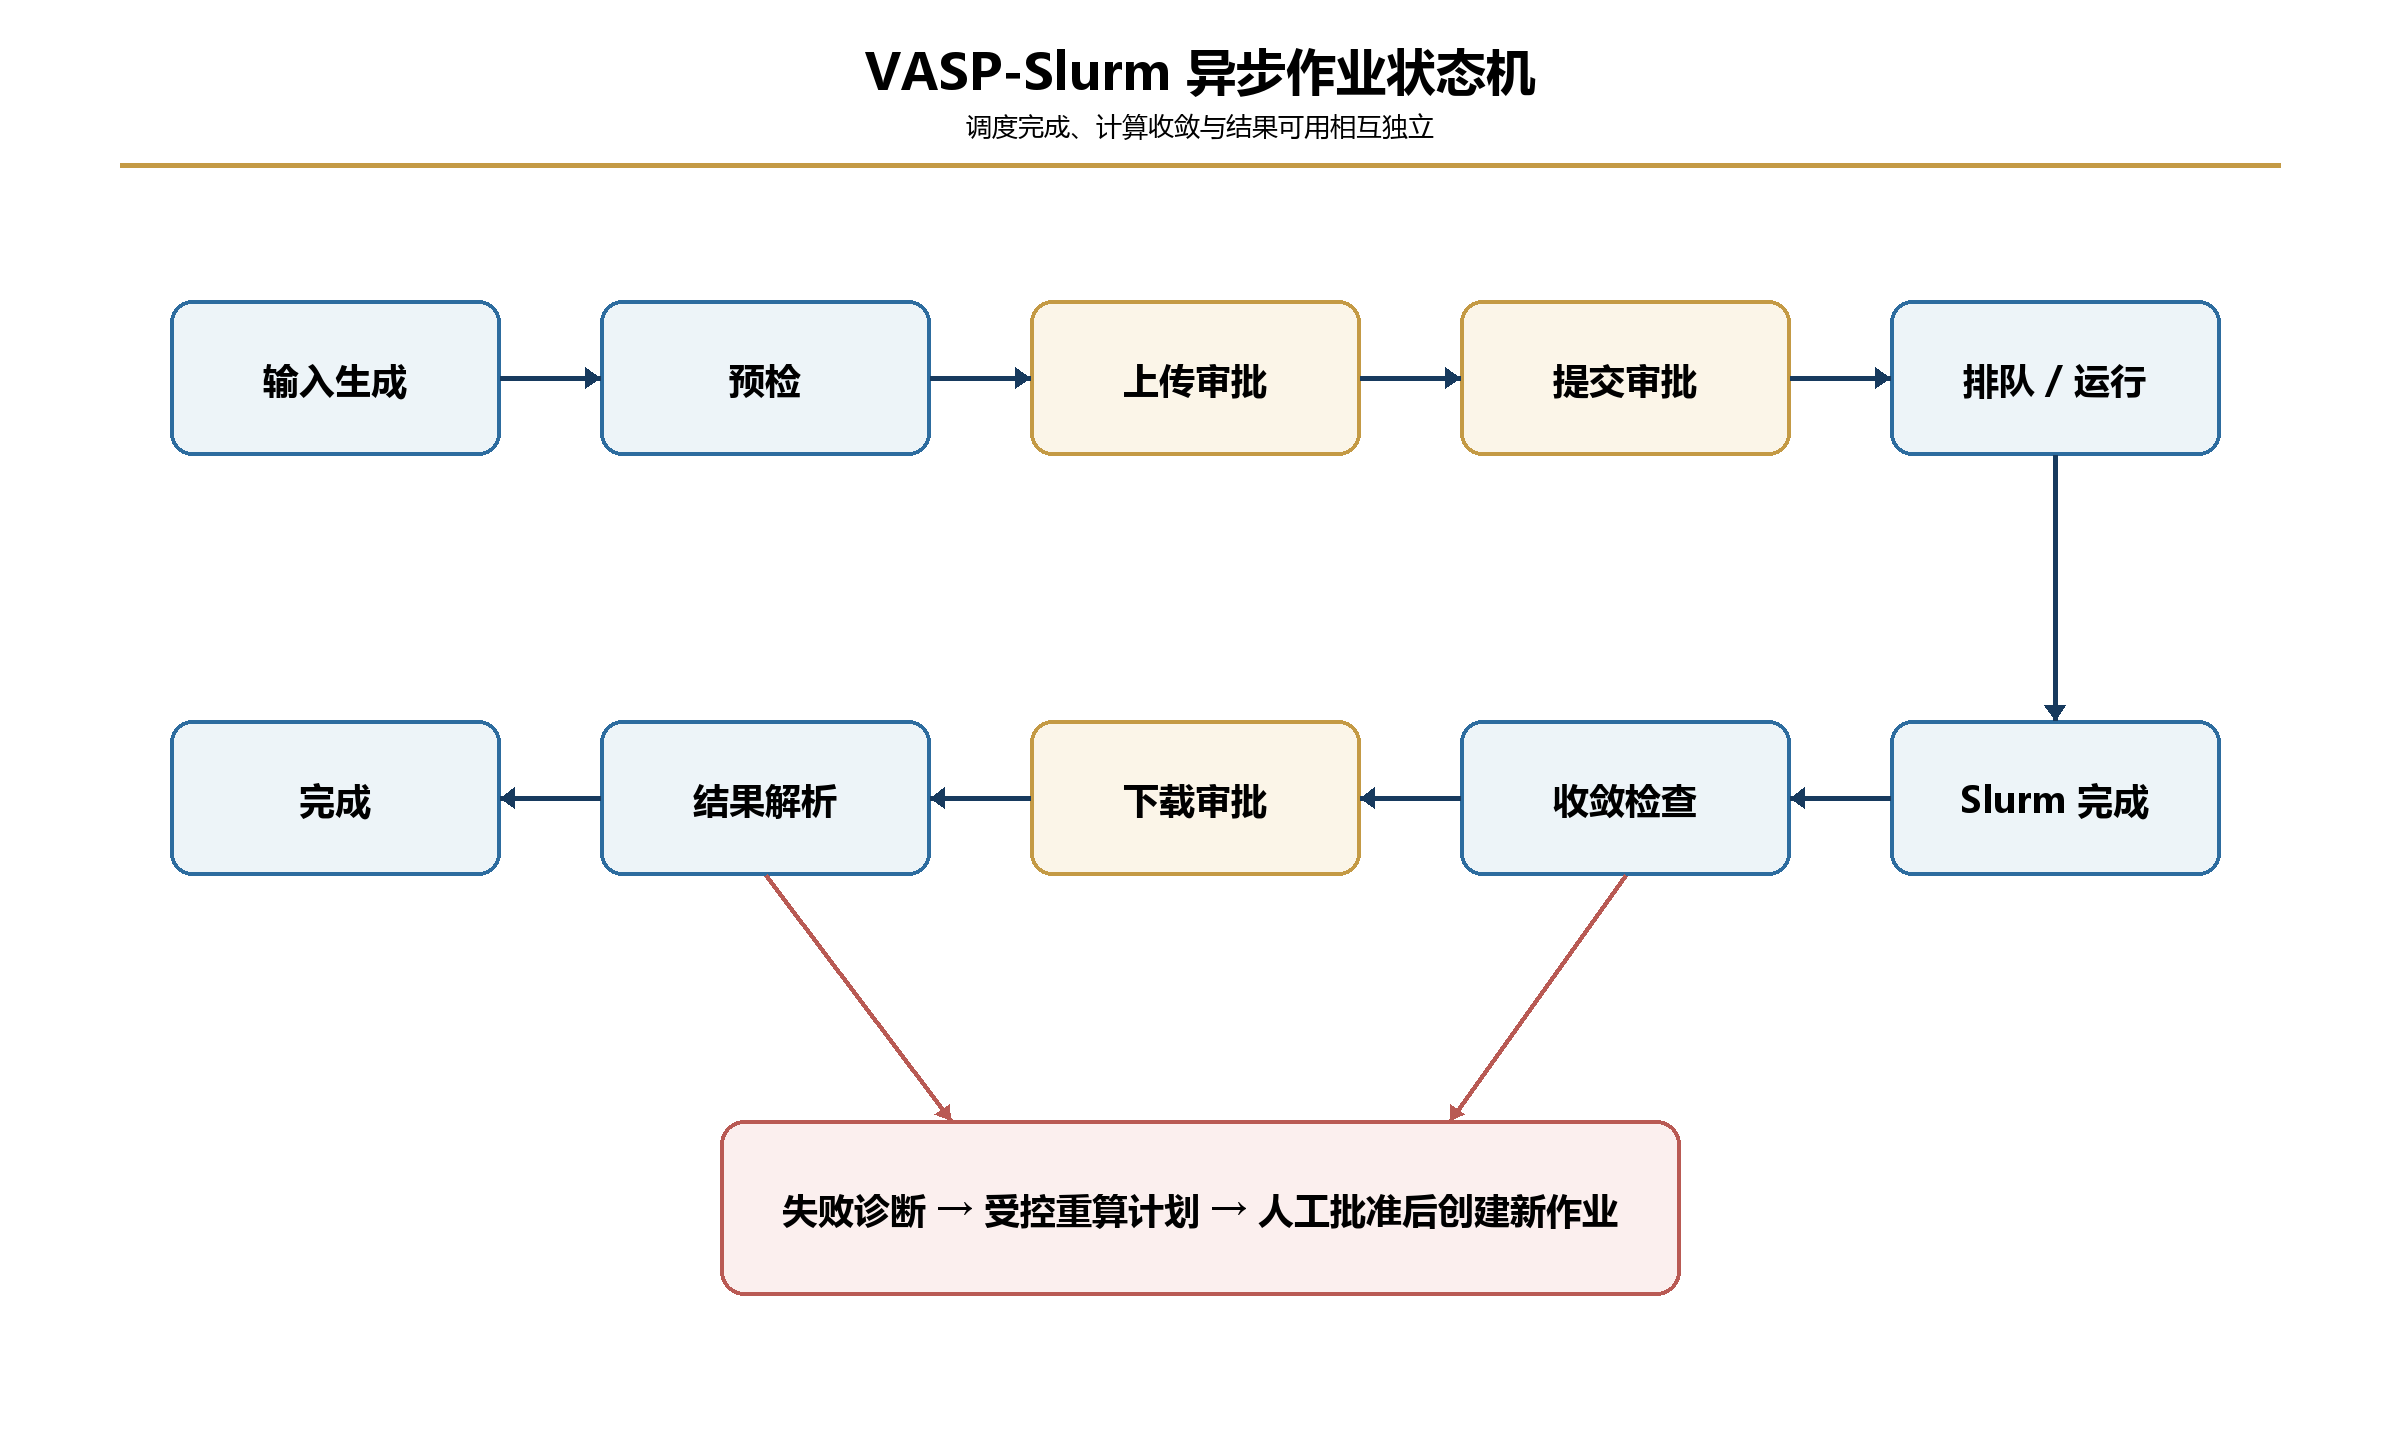 VASP-Slurm 异步作业状态机
调度完成、计算收敛与结果可用相互独立
输入生成
预检
上传审批
提交审批
排队 / 运行
完成
结果解析
下载审批
收敛检查
Slurm 完成
失败诊断 → 受控重算计划 → 人工批准后创建新作业